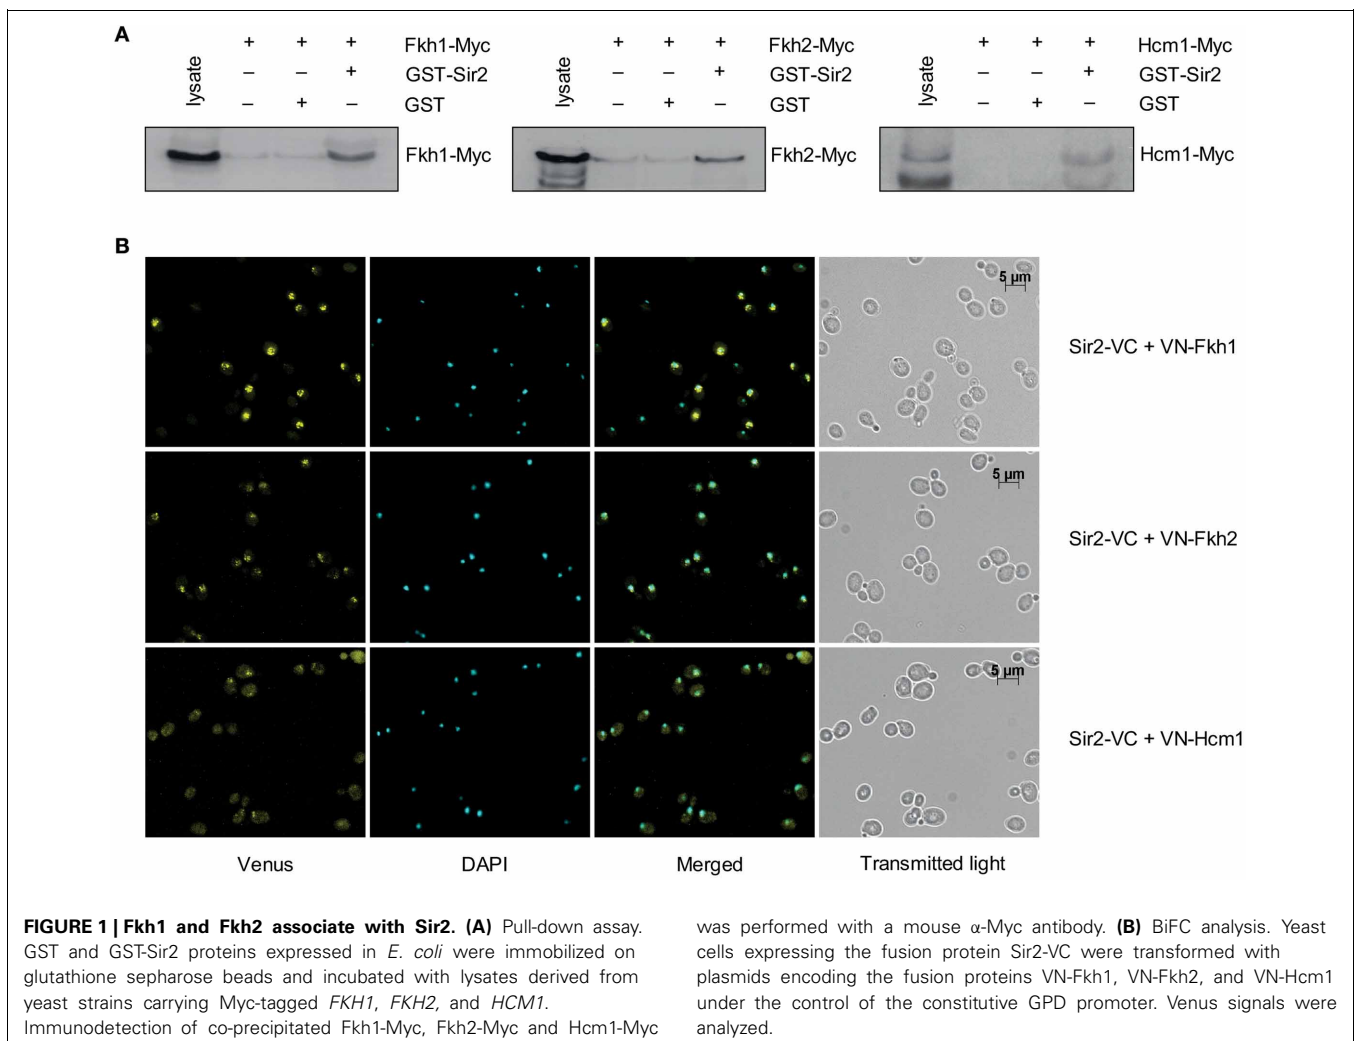 A
lysate + + + Fkh1-Myc
– – + GST-Sir2
– + – GST
Fkh1-Myc
lysate + + + Fkh2-Myc
– – + GST-Sir2
– + – GST
Fkh2-Myc
lysate + + + Hcm1-Myc
– – + GST-Sir2
– + – GST
Hcm1-Myc
B
5 µm
Sir2-VC + VN-Fkh1
5 µm
Sir2-VC + VN-Fkh2
5 µm
Sir2-VC + VN-Hcm1
Venus DAPI Merged Transmitted light
FIGURE 1 | Fkh1 and Fkh2 associate with Sir2. (A) Pull-down assay.
GST and GST-Sir2 proteins expressed in E. coli were immobilized on
glutathione sepharose beads and incubated with lysates derived from
yeast strains carrying Myc-tagged FKH1, FKH2, and HCM1.
Immunodetection of co-precipitated Fkh1-Myc, Fkh2-Myc and Hcm1-Myc
was performed with a mouse α-Myc antibody. (B) BiFC analysis. Yeast
cells expressing the fusion protein Sir2-VC were transformed with
plasmids encoding the fusion proteins VN-Fkh1, VN-Fkh2, and VN-Hcm1
under the control of the constitutive GPD promoter. Venus signals were
analyzed.